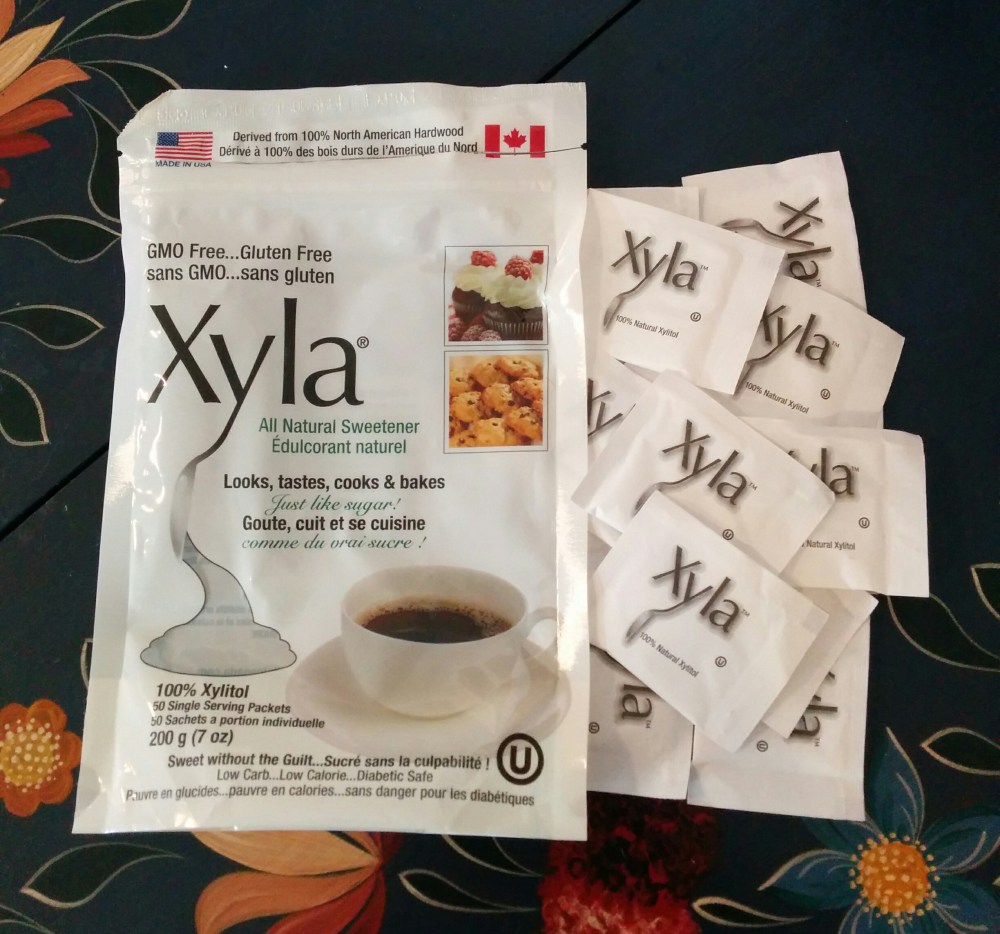 Derived from 100% North American Hardwood
Dérivé à 100% des bois durs de l'Amerique du Nord
MADE IN USA
GMO Free...Gluten Free
sans GMO...sans gluten
Xyla®
All Natural Sweetener
Édulcorant naturel
Looks, tastes, cooks & bakes
Just like sugar!
Goute, cuit et se cuisine
comme du vrai sucre !
100% Xylitol
50 Single Serving Packets
50 Sachets a portion individuelle
200 g (7 oz)
Sweet without the Guilt...Sucré sans la culpabilité !
U
Low Carb...Low Calorie...Diabetic Safe
Pauvre en glucides...pauvre en calories...sans danger pour les diabétiques
Xyla™
Xyla™
100% Natural Xylitol
U
Xyla™
100% Natural Xylitol
U
Xy
Xyla™
U
yla™
Natural Xylitol
U
Xyla™
100% Natural Xylitol
U
la™
U
la™
U